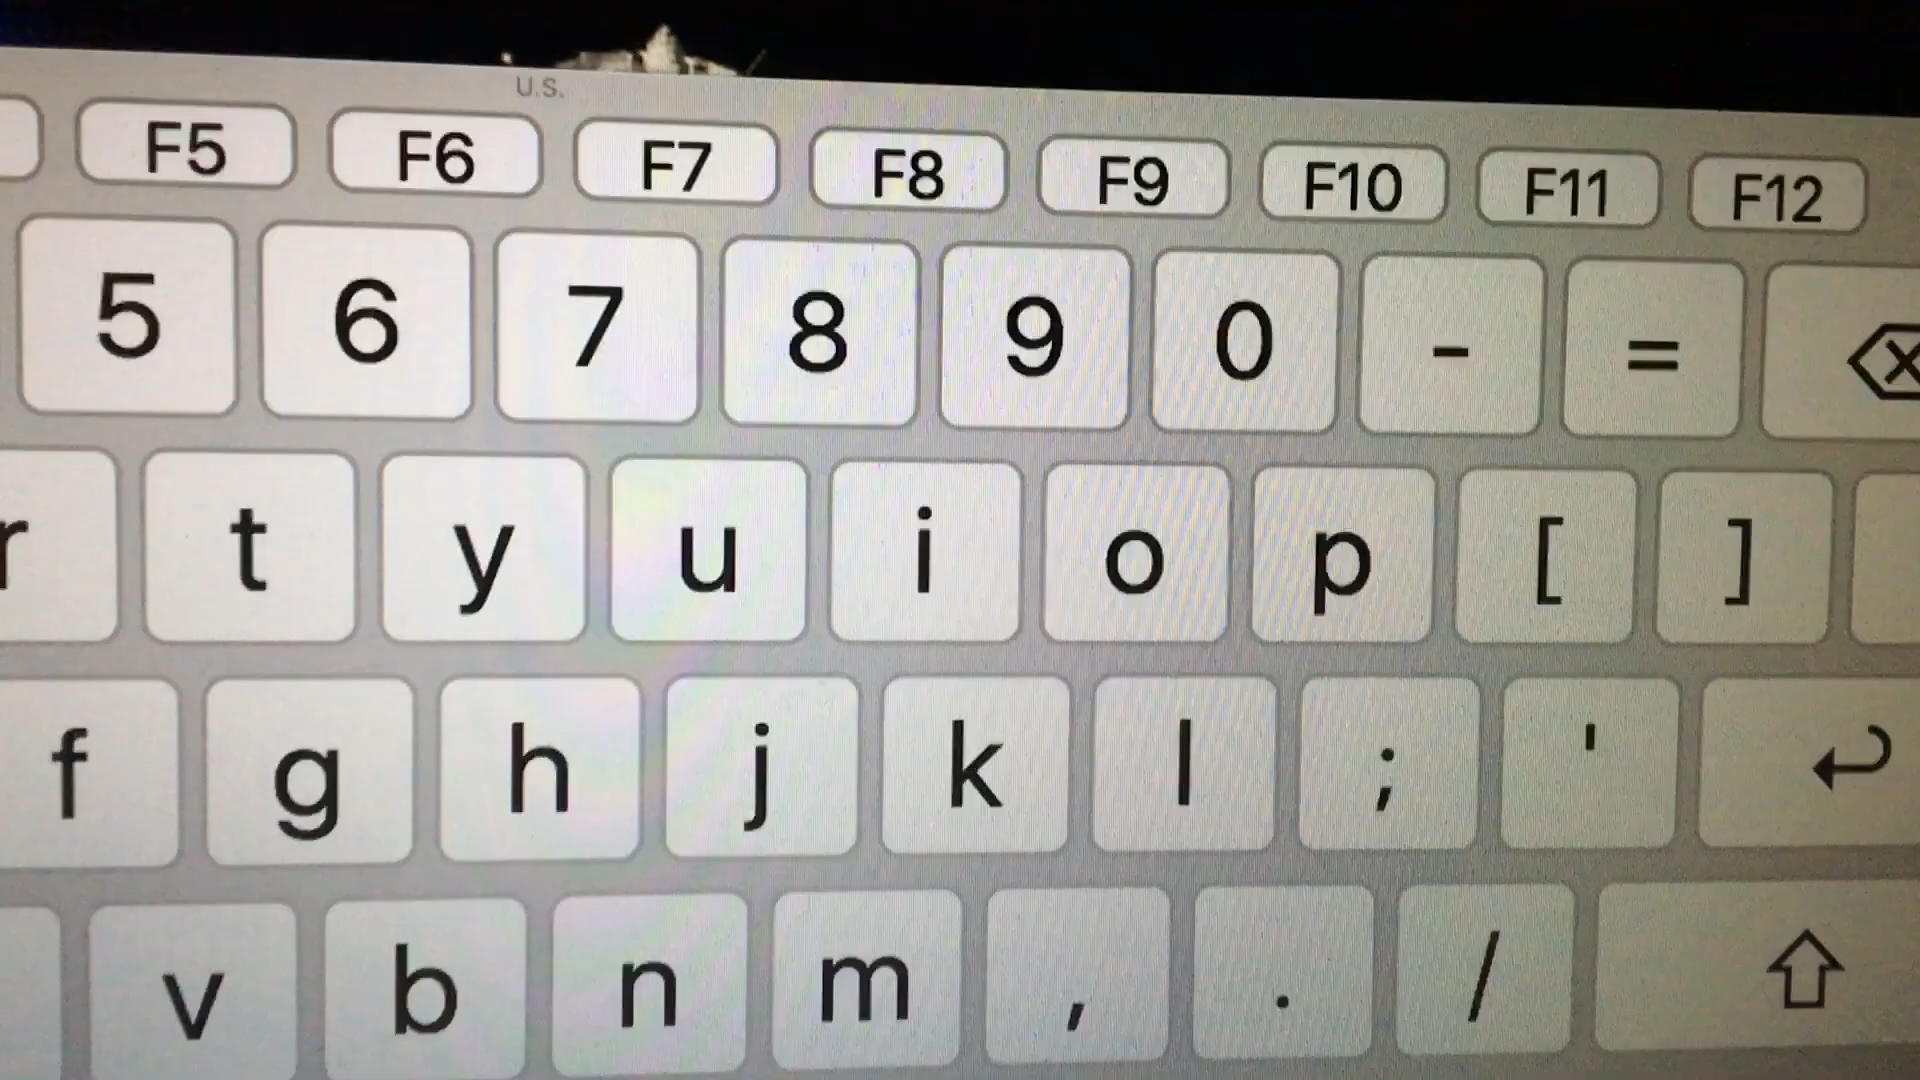 U.S.
F5 F6 F7 F8 F9 F10 F11 F12
5 6 7 8 9 0 - =
r t y u i o p [ ]
f g h j k l ; '
v b n m , . /